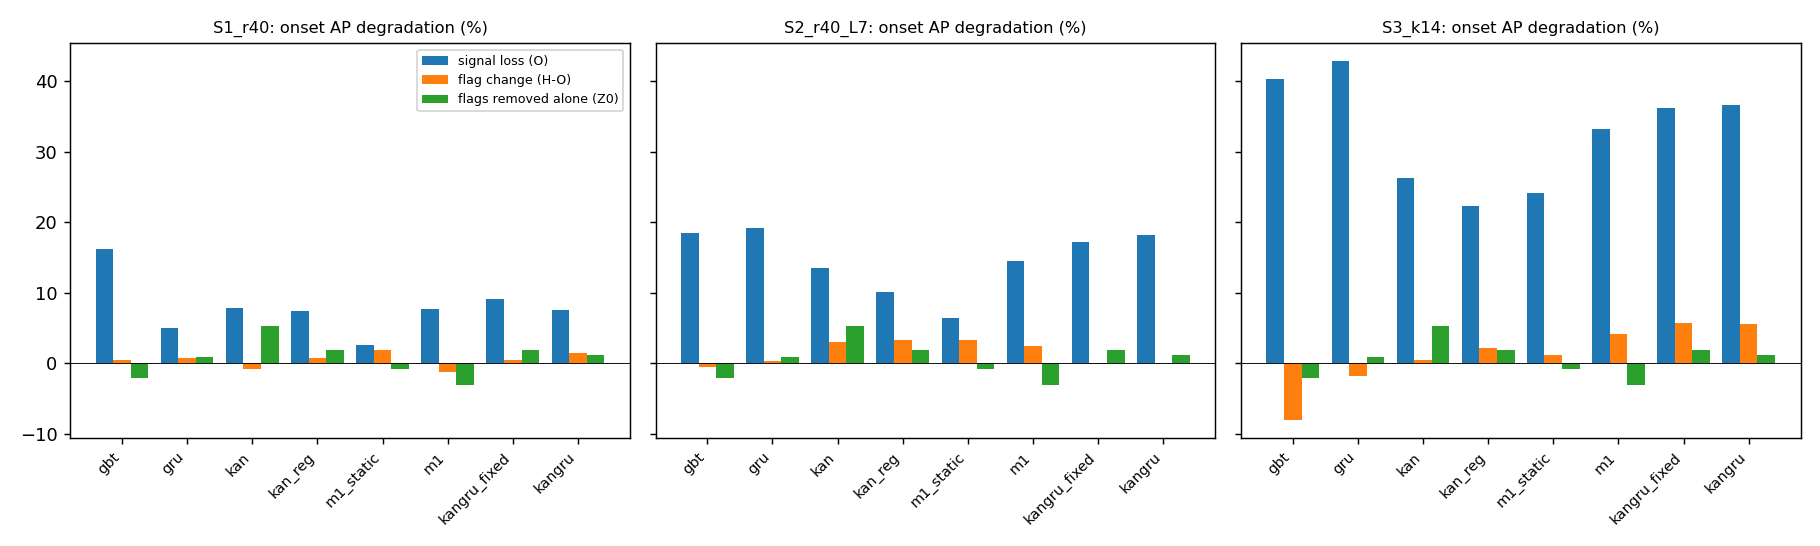 S1_r40: onset AP degradation (%)
S2_r40_L7: onset AP degradation (%)
S3_k14: onset AP degradation (%)
signal loss (O)
flag change (H-O)
flags removed alone (Z0)
40
30
20
10
0
−10
gbt
gru
kan
kan_reg
m1_static
m1
kangru_fixed
kangru
gbt
gru
kan
kan_reg
m1_static
m1
kangru_fixed
kangru
gbt
gru
kan
kan_reg
m1_static
m1
kangru_fixed
kangru